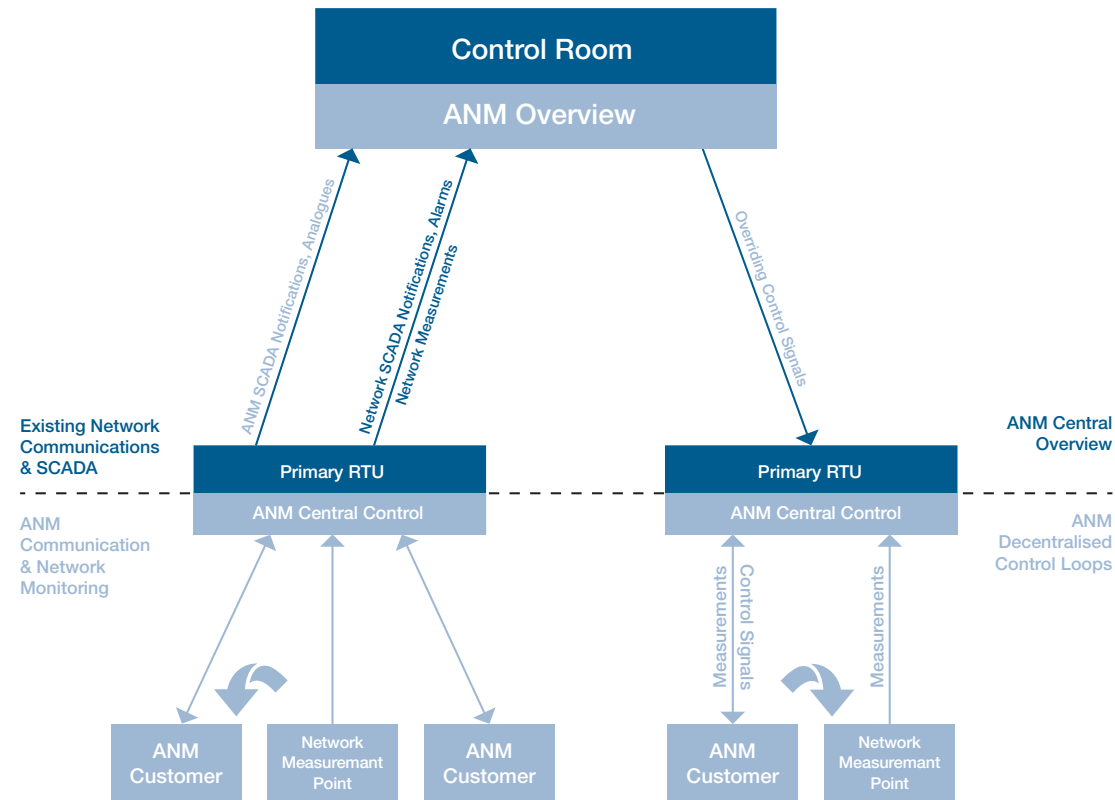 Control Room
ANM Overview
ANM SCADA Notifications, Analogues
Network SCADA Notifications, Alarms
Network Measurements
Overriding Control Signals
Existing Network
Communications
& SCADA
ANM Central
Overview
Primary RTU
ANM Central Control
Primary RTU
ANM Central Control
ANM
Communication
& Network
Monitoring
ANM
Decentralised
Control Loops
Measurements
Control Signals
Measurements
ANM
Customer
Network
Measuremant
Point
ANM
Customer
ANM
Customer
Network
Measuremant
Point